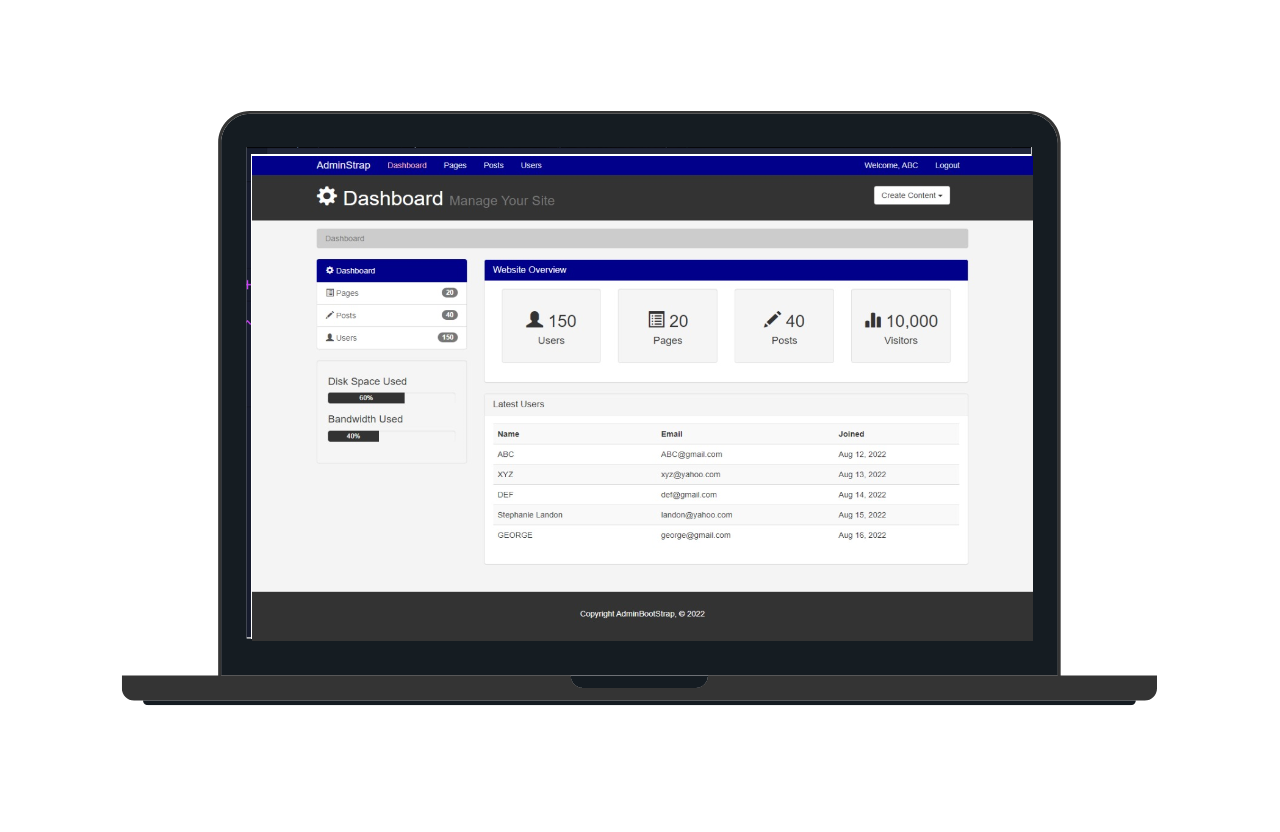 AdminStrap Dashboard Pages Posts Users Welcome, ABC Logout
Dashboard Manage Your Site Create Content
Dashboard
Dashboard
Pages 20
Posts 40
Users 150
Disk Space Used
60%
Bandwidth Used
40%
Website Overview
150 20 40 10,000
Users Pages Posts Visitors
Latest Users
Name Email Joined
ABC ABC@gmail.com Aug 12, 2022
XYZ xyz@yahoo.com Aug 13, 2022
DEF def@gmail.com Aug 14, 2022
Stephanie Landon landon@yahoo.com Aug 15, 2022
GEORGE george@gmail.com Aug 16, 2022
Copyright AdminBootStrap, © 2022